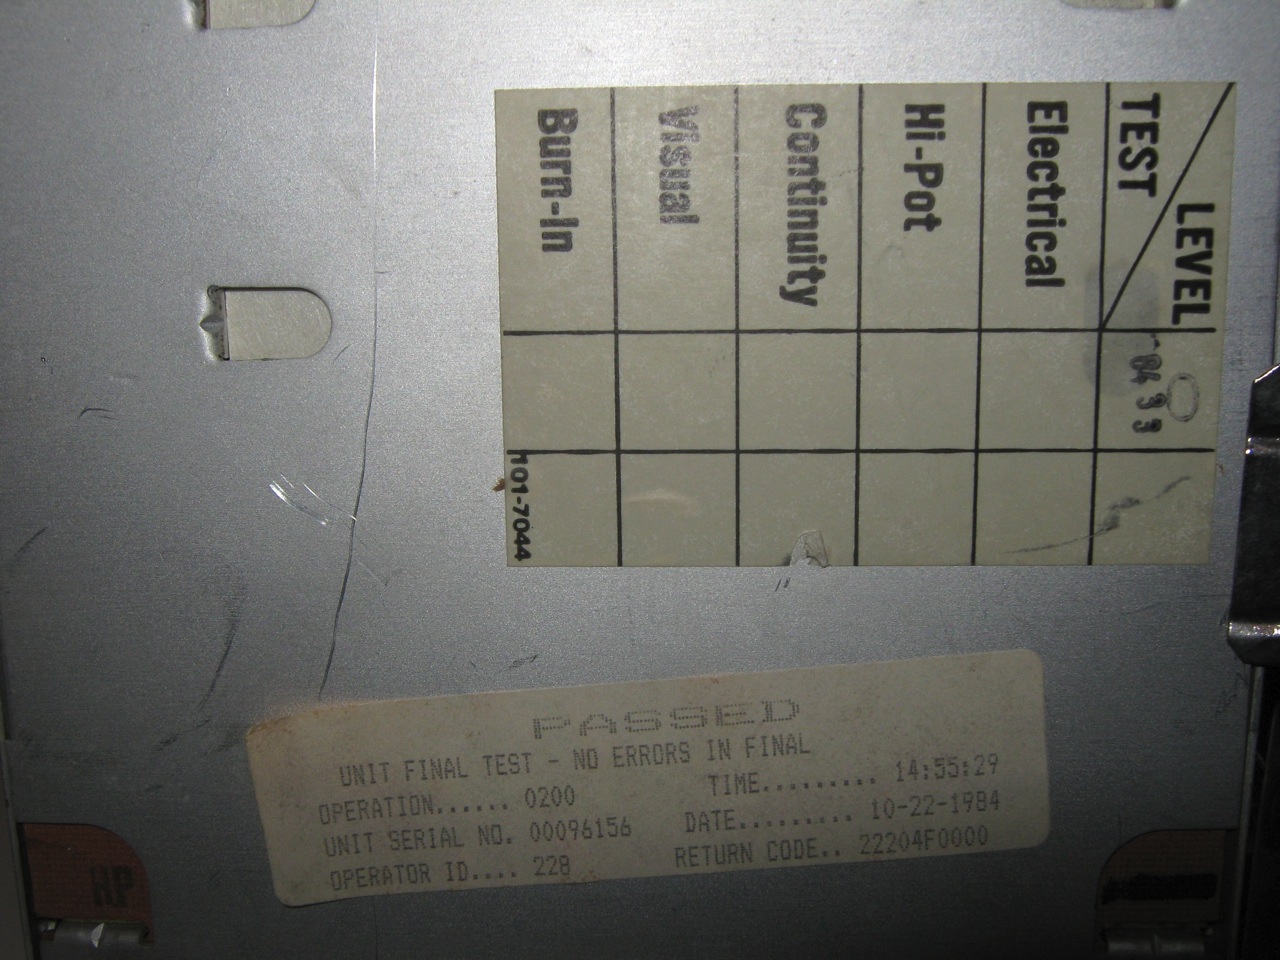 LEVEL
TEST
Electrical
Hi-Pot
Continuity
Visual
Burn-In
101-7044
PASSED
UNIT FINAL TEST - NO ERRORS IN FINAL
OPERATION...... 0200 TIME......... 14:55:29
UNIT SERIAL NO. 00096156 DATE......... 10-22-1984
OPERATOR ID.... 228 RETURN CODE.. 22204F0000